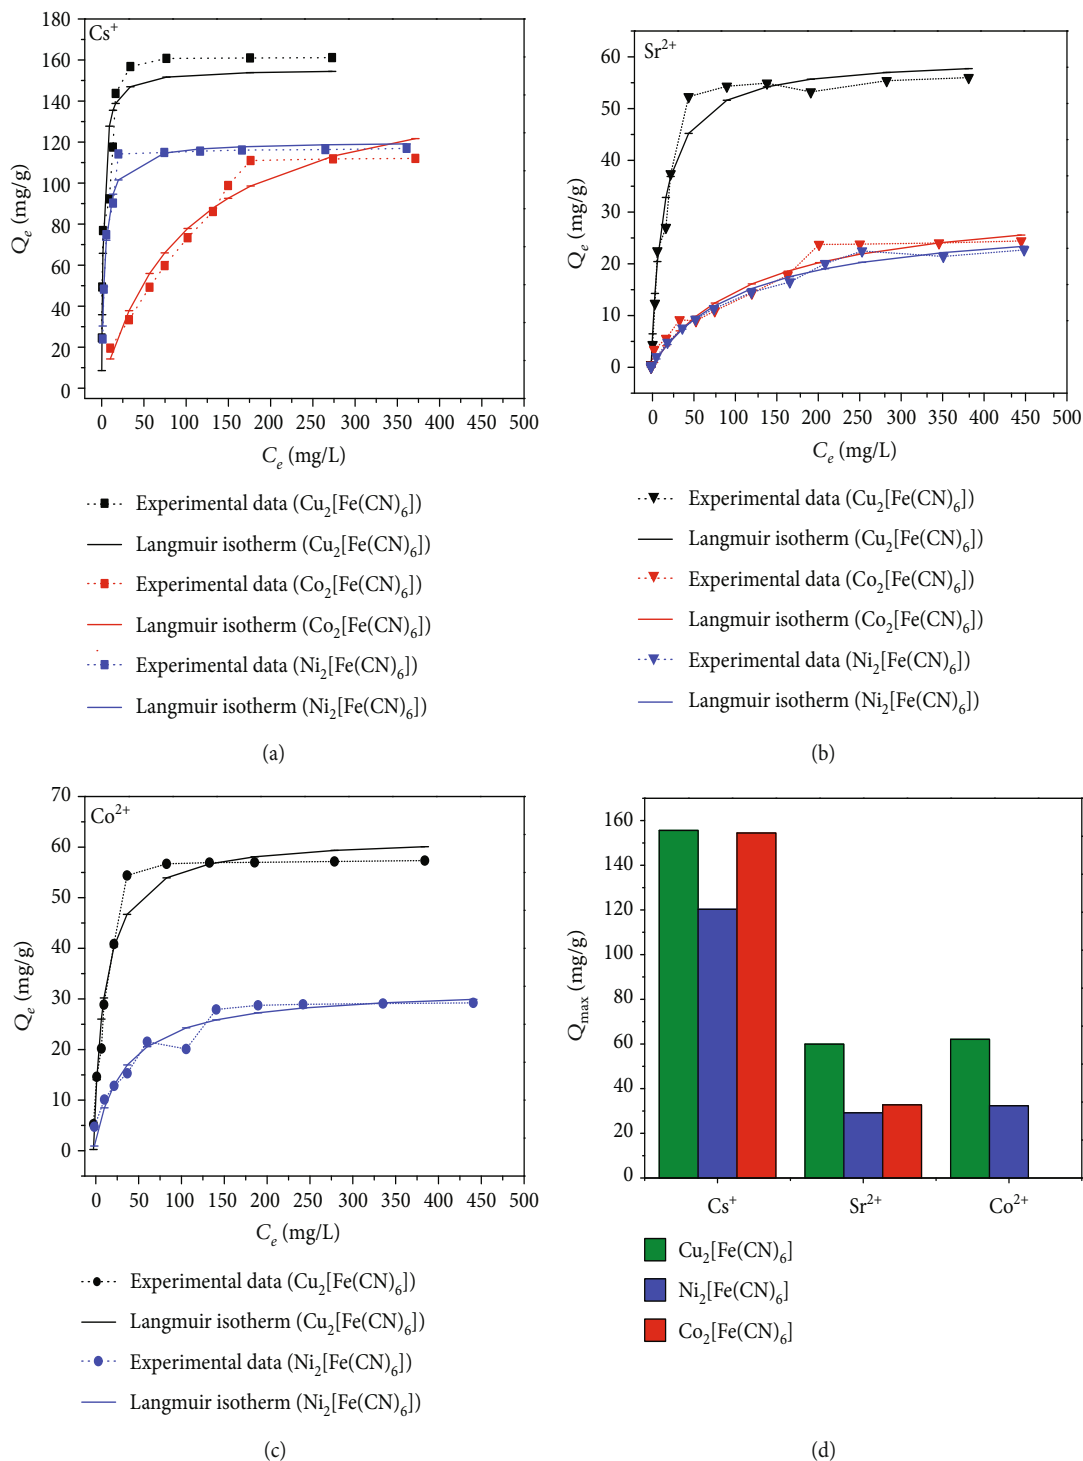 Cs⁺
180
160
140
120
100
80
60
40
20
0
Qₑ (mg/g)
0 50 100 150 200 250 300 350 400 450 500
Cₑ (mg/L)
Experimental data (Cu₂[Fe(CN)₆])
Langmuir isotherm (Cu₂[Fe(CN)₆])
Experimental data (Co₂[Fe(CN)₆])
Langmuir isotherm (Co₂[Fe(CN)₆])
Experimental data (Ni₂[Fe(CN)₆])
Langmuir isotherm (Ni₂[Fe(CN)₆])
(a)
Sr²⁺
60
50
40
30
20
10
0
Qₑ (mg/g)
0 50 100 150 200 250 300 350 400 450 500
Cₑ (mg/L)
Experimental data (Cu₂[Fe(CN)₆])
Langmuir isotherm (Cu₂[Fe(CN)₆])
Experimental data (Co₂[Fe(CN)₆])
Langmuir isotherm (Co₂[Fe(CN)₆])
Experimental data (Ni₂[Fe(CN)₆])
Langmuir isotherm (Ni₂[Fe(CN)₆])
(b)
Co²⁺
70
60
50
40
30
20
10
0
Qₑ (mg/g)
0 50 100 150 200 250 300 350 400 450 500
Cₑ (mg/L)
Experimental data (Cu₂[Fe(CN)₆])
Langmuir isotherm (Cu₂[Fe(CN)₆])
Experimental data (Ni₂[Fe(CN)₆])
Langmuir isotherm (Ni₂[Fe(CN)₆])
(c)
160
140
120
100
80
60
40
20
0
Qmax (mg/g)
Cs⁺ Sr²⁺ Co²⁺
Cu₂[Fe(CN)₆]
Ni₂[Fe(CN)₆]
Co₂[Fe(CN)₆]
(d)